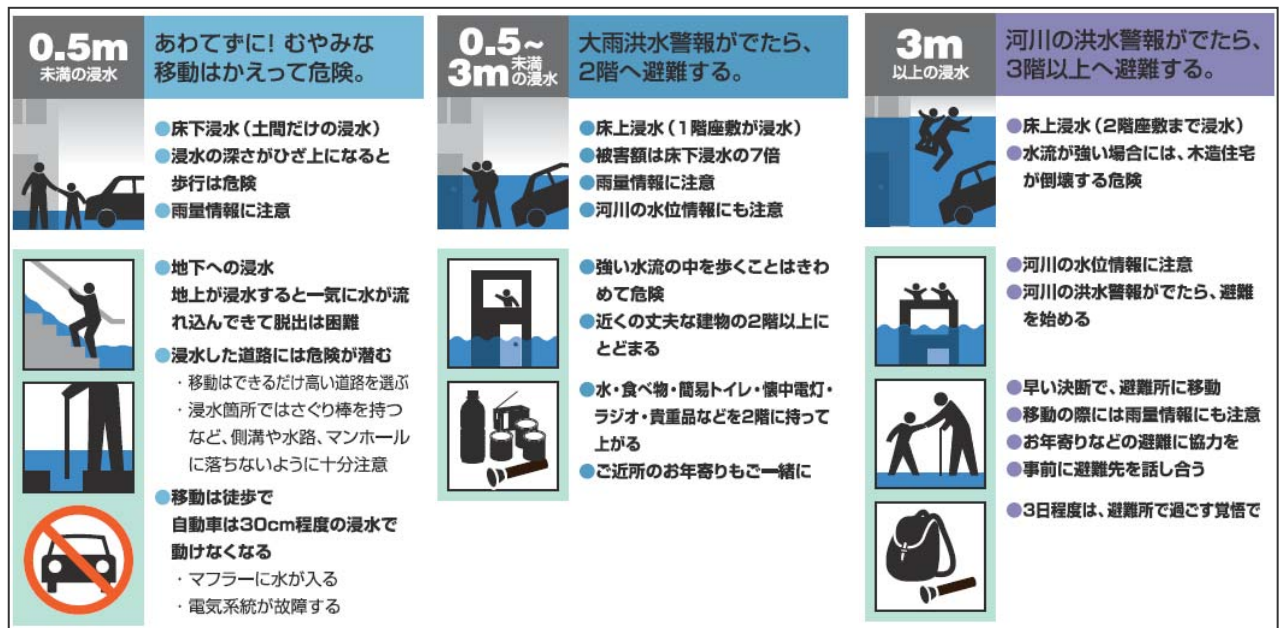 0.5m
未満の浸水
あわてずに! むやみな
移動はかえって危険。
●床下浸水(土間だけの浸水)
●浸水の深さがひざ上になると
歩行は危険
●雨量情報に注意
●地下への浸水
地上が浸水すると一気に水が流
れ込んできて脱出は困難
●浸水した道路には危険が潜む
・移動はできるだけ高い道路を選ぶ
・浸水箇所ではさぐり棒を持つ
など、側溝や水路、マンホール
に落ちないように十分注意
●移動は徒歩で
自動車は30cm程度の浸水で
動けなくなる
・マフラーに水が入る
・電気系統が故障する
0.5~
3m未満の浸水
大雨洪水警報がでたら、
2階へ避難する。
●床上浸水(1階座敷が浸水)
●被害額は床下浸水の7倍
●雨量情報に注意
●河川の水位情報にも注意
●強い水流の中を歩くことはきわ
めて危険
●近くの丈夫な建物の2階以上に
とどまる
●水・食べ物・簡易トイレ・懐中電灯・
ラジオ・貴重品などを2階に持って
上がる
●ご近所のお年寄りもご一緒に
3m
以上の浸水
河川の洪水警報がでたら、
3階以上へ避難する。
●床上浸水(2階座敷まで浸水)
●水流が強い場合には、木造住宅
が倒壊する危険
●河川の水位情報に注意
●河川の洪水警報がでたら、避難
を始める
●早い決断で、避難所に移動
●移動の際には雨量情報にも注意
●お年寄りなどの避難に協力を
●事前に避難先を話し合う
●3日程度は、避難所で過ごす覚悟で